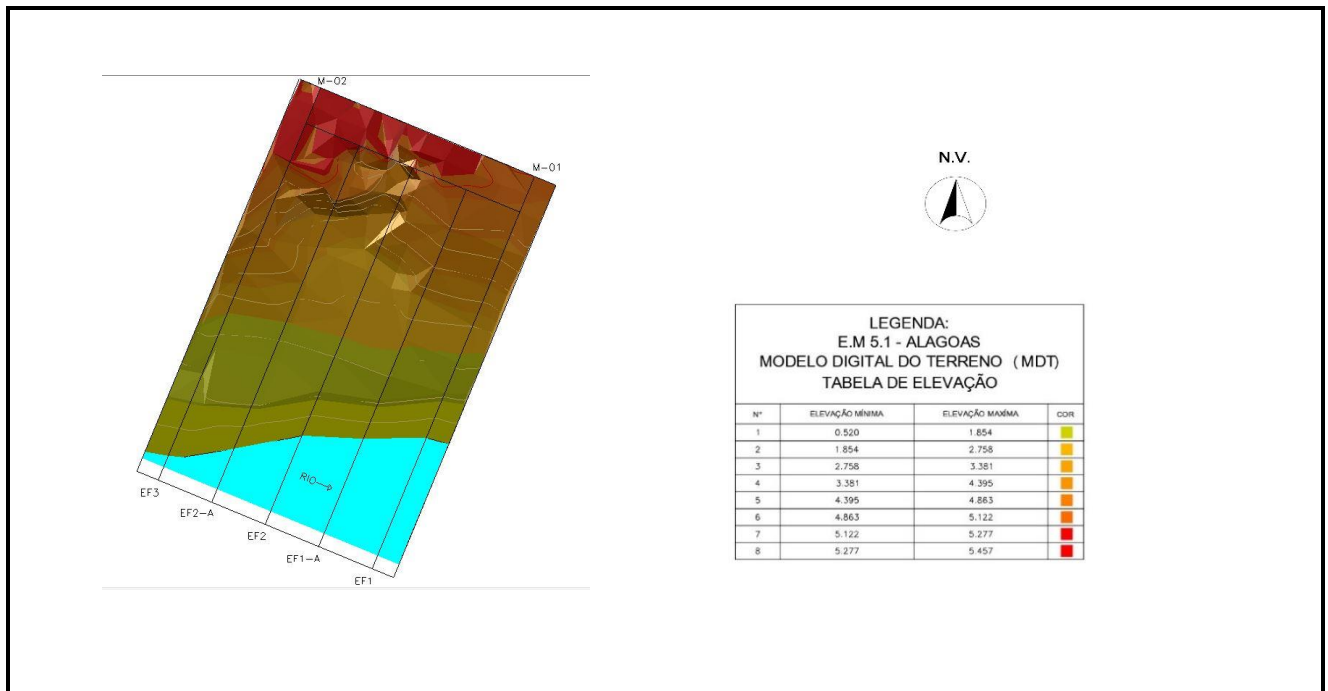 M-02
M-01
RIO
EF3
EF2-A
EF2
EF1-A
EF1
N.V.
LEGENDA:
E.M 5.1 - ALAGOAS
MODELO DIGITAL DO TERRENO (MDT)
TABELA DE ELEVAÇÃO
N° ELEVAÇÃO MÍNIMA ELEVAÇÃO MAXÍMA COR
1 0.520 1.854
2 1.854 2.758
3 2.758 3.381
4 3.381 4.395
5 4.395 4.863
6 4.863 5.122
7 5.122 5.277
8 5.277 5.457